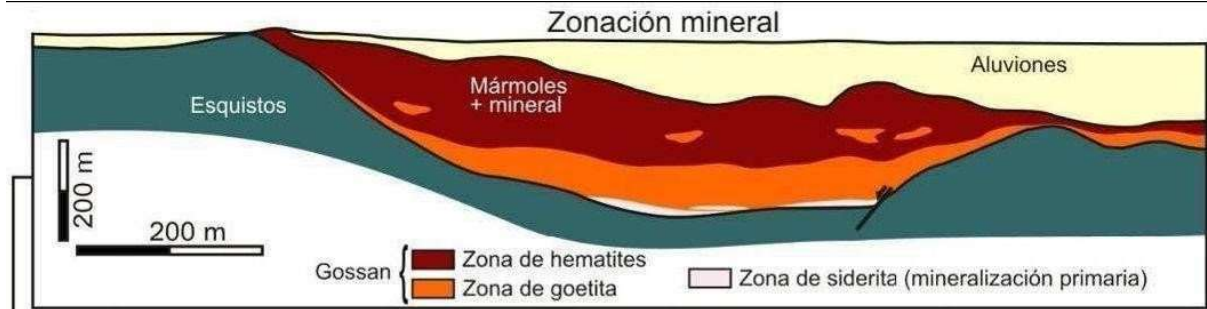 Zonación mineral
Aluviones
Mármoles
+ mineral
Esquistos
200 m
200 m
Gossan
Zona de hematites
Zona de goetita
Zona de siderita (mineralización primaria)